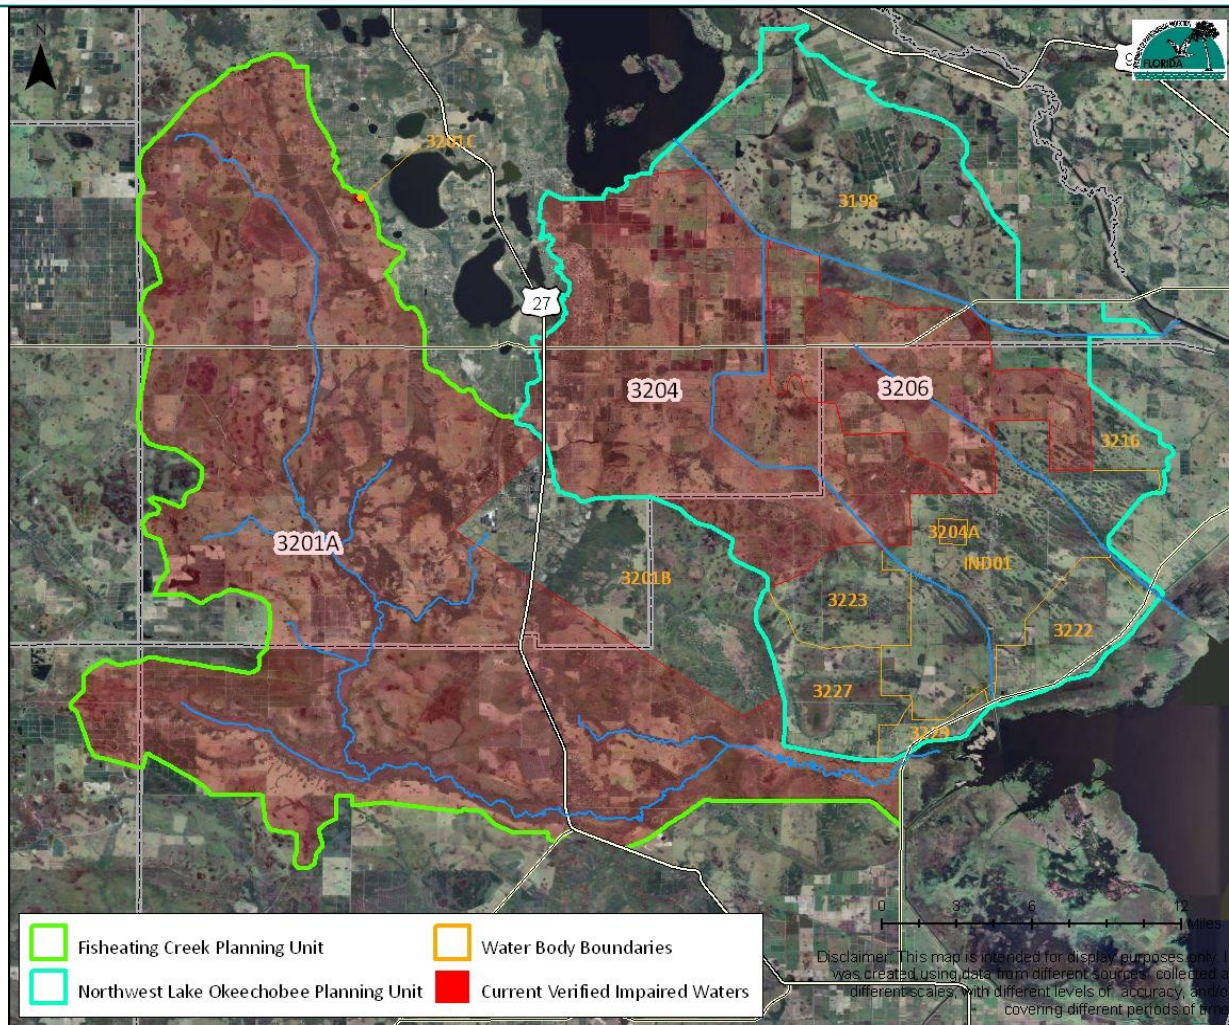 N
FLORIDA
3201C
3198
27
3204
3206
3216
3201A
3204A
IND01
3201B
3223
3222
3227
0 3 6 12
Miles
Fisheating Creek Planning Unit
Northwest Lake Okeechobee Planning Unit
Water Body Boundaries
Current Verified Impaired Waters
Disclaimer: This map is intended for display purposes only. I
was created using data from different sources, collected a
different scales, with different levels of accuracy, and/o
covering different periods of time